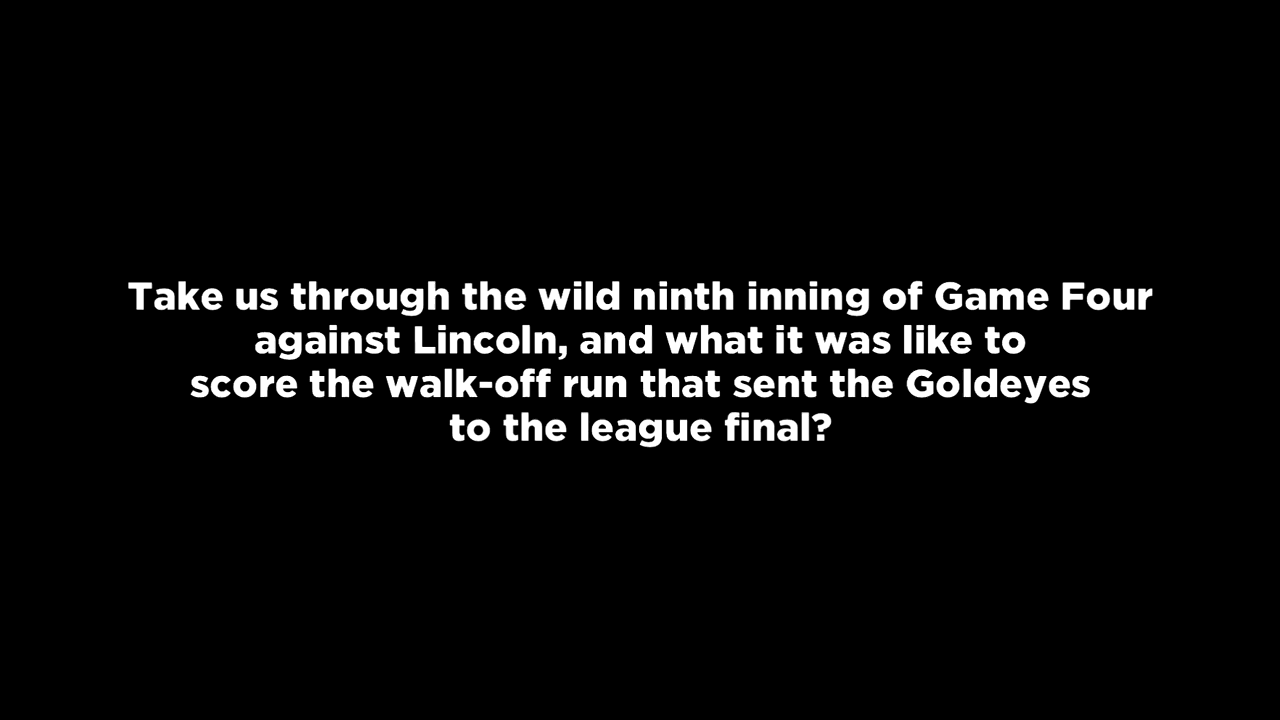 Take us through the wild ninth inning of Game Four
against Lincoln, and what it was like to
score the walk-off run that sent the Goldeyes
to the league final?